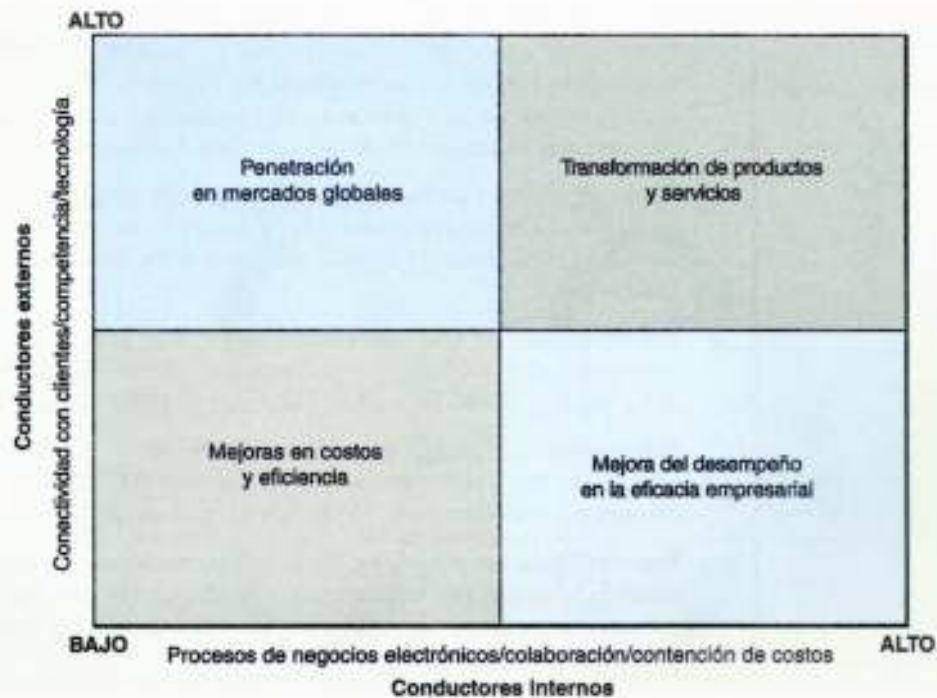 ALTO
Conductores externos
Conectividad con clientes/competencia/tecnología
Penetración
en mercados globales
Transformación de productos
y servicios
Mejoras en costos
y eficiencia
Mejora del desempeño
en la eficacia empresarial
BAJO
ALTO
Procesos de negocios electrónicos/colaboración/contención de costos
Conductores Internos